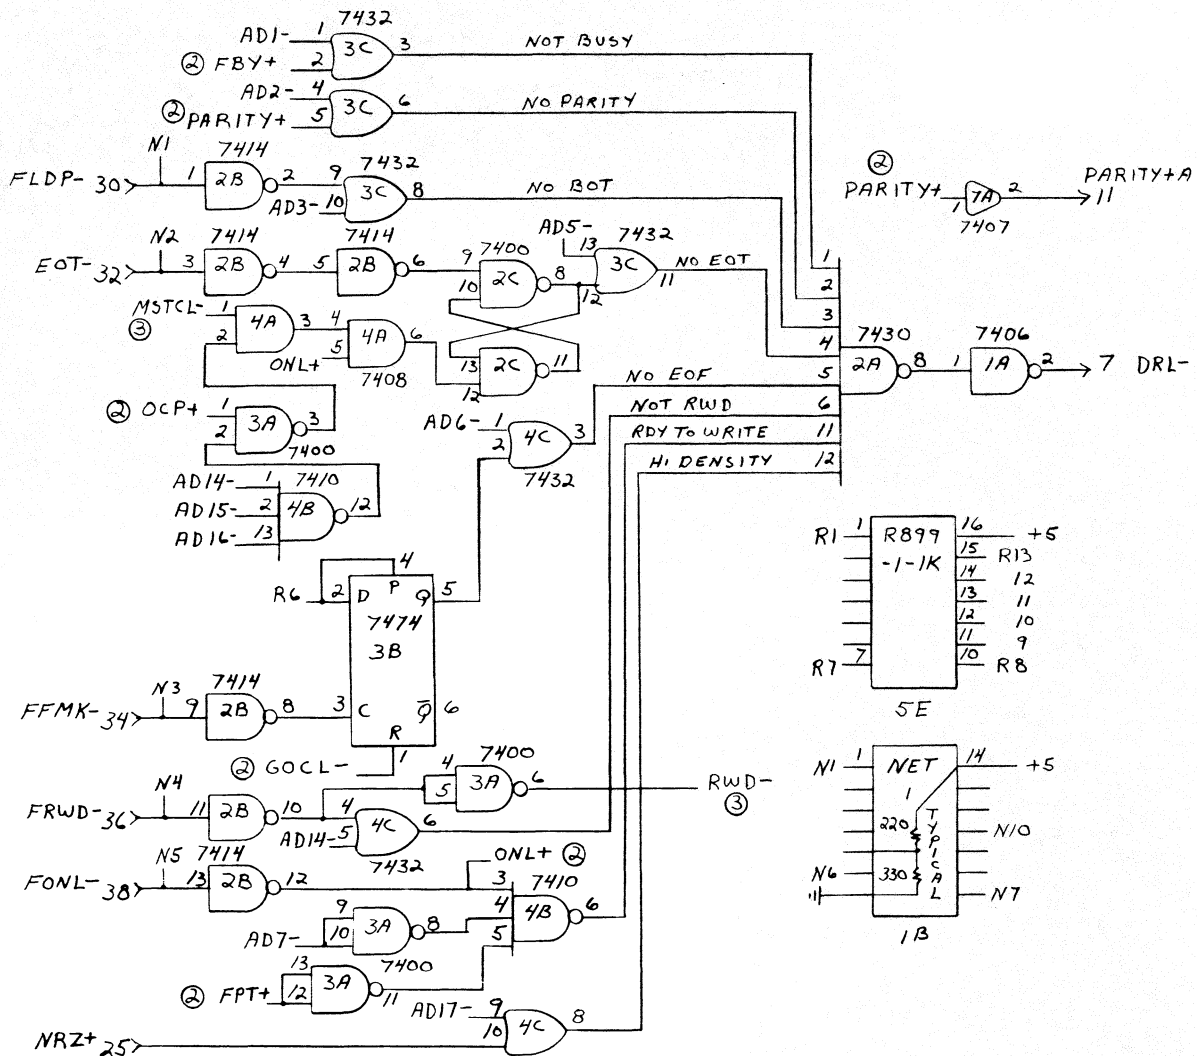 7432
AD1- 1
3C 3 NOT BUSY
② FBY+ 2
AD2- 4
3C 6 NO PARITY
② PARITY+ 5
N1 7414 7432
FLDP- 30 1 2B 2 9 3C 8 NO BOT
AD3- 10
②
PARITY+ 1 7A 2 PARITY+A 11
7407
N2 7414 7414 7400 AD5- 13 7432
EOT- 32 3 2B 4 5 2B 6 9 2C 8 12 3C 11 NO EOT
10
MSTCL- 1 4A 3 4 4A 6
③ 2 ONL+ 5
7408
13 2C 11
12
1
2
3
4 7430 7406
5 2A 8 1 1A 2 7 DRL-
6
11
12
NO EOF
NOT RWD
RDY TO WRITE
HI DENSITY
② OCP+ 1 3A 3
2 7400
AD6- 1 4C 3
2 7432
7410
AD14- 1
AD15- 2 4B 12
AD16- 13
R6 2 D P 4 Q 5
7474
3B
N3 7414
FFMK- 34 9 2B 8 3 C Q̅ 6
R 1
② GOCL-
R1 1 R899 16 +5
-1-1K 15 R13
14 12
13 11
12 10
11 9
R7 7 10 R8
5E
7400
4 3A 6 RWD-
5 ③
N4
FRWD- 36 11 2B 10 4 4C 6
AD14- 5
7432
N5 7414 ONL+ ②
FONL- 38 13 2B 12 3 7410
4 4B 6
5
AD7- 9 3A 8
10 7400
② FPT+ 13 3A 11
12
AD17- 9 4C 8
NRZ+ 25 10
N1 1 NET 14 +5
1
220 TYPICAL N10
N6 330
N7
1B